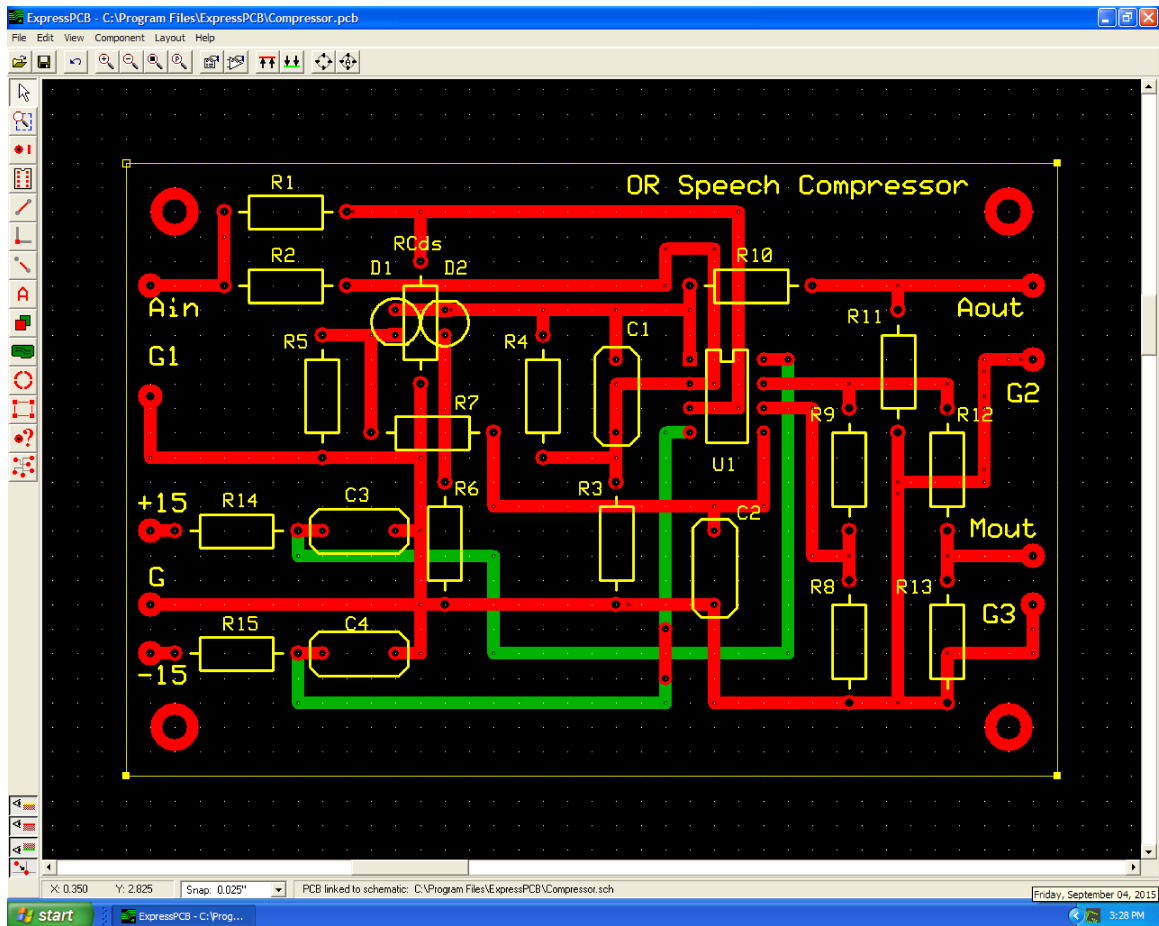 ExpressPCB - C:\Program Files\ExpressPCB\Compressor.pcb
File Edit View Component Layout Help
R1
OR Speech Compressor
RCds
R2
D1 D2
R10
Ain
Aout
R11
C1
R5
R4
G1
G2
R7
R9
R12
U1
R6
R3
C3
+15
R14
C2
Mout
G
R8
R13
G3
R15
C4
-15
X: 0.350 Y: 2.825 Snap: 0.025" PCB linked to schematic: C:\Program Files\ExpressPCB\Compressor.sch
Friday, September 04, 2015
start ExpressPCB - C:\Prog... 3:28 PM